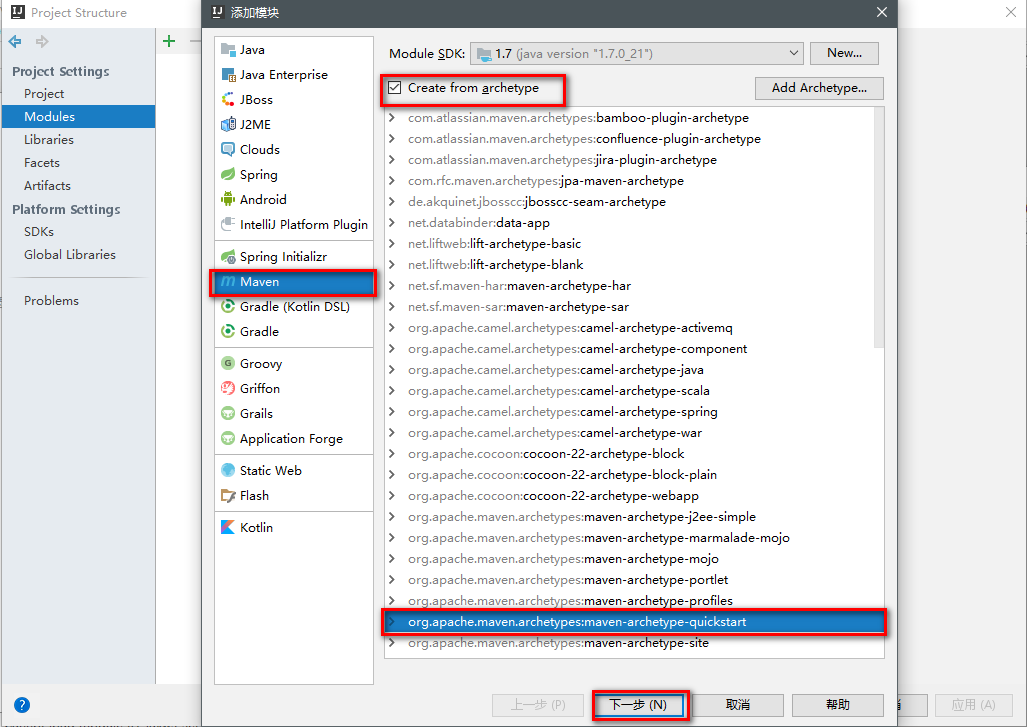 Project Structure
Project Settings
Project
Modules
Libraries
Facets
Artifacts
Platform Settings
SDKs
Global Libraries
Problems
添加模块
Java
Java Enterprise
JBoss
J2ME
Clouds
Spring
Android
IntelliJ Platform Plugin
Spring Initializr
Maven
Gradle (Kotlin DSL)
Gradle
Groovy
Griffon
Grails
Application Forge
Static Web
Flash
Kotlin
Module SDK: 1.7 (java version "1.7.0_21") New...
Create from archetype Add Archetype...
com.atlassian.maven.archetypes:bamboo-plugin-archetype
com.atlassian.maven.archetypes:confluence-plugin-archetype
com.atlassian.maven.archetypes:jira-plugin-archetype
com.rfc.maven.archetypes:jpa-maven-archetype
de.akquinet.jbosscc:jbosscc-seam-archetype
net.databinder:data-app
net.liftweb:lift-archetype-basic
net.liftweb:lift-archetype-blank
net.sf.maven-har:maven-archetype-har
net.sf.maven-sar:maven-archetype-sar
org.apache.camel.archetypes:camel-archetype-activemq
org.apache.camel.archetypes:camel-archetype-component
org.apache.camel.archetypes:camel-archetype-java
org.apache.camel.archetypes:camel-archetype-scala
org.apache.camel.archetypes:camel-archetype-spring
org.apache.camel.archetypes:camel-archetype-war
org.apache.cocoon:cocoon-22-archetype-block
org.apache.cocoon:cocoon-22-archetype-block-plain
org.apache.cocoon:cocoon-22-archetype-webapp
org.apache.maven.archetypes:maven-archetype-j2ee-simple
org.apache.maven.archetypes:maven-archetype-marmalade-mojo
org.apache.maven.archetypes:maven-archetype-mojo
org.apache.maven.archetypes:maven-archetype-portlet
org.apache.maven.archetypes:maven-archetype-profiles
org.apache.maven.archetypes:maven-archetype-quickstart
org.apache.maven.archetypes:maven-archetype-site
上一步 (P) 下一步 (N) 取消 帮助 应用 (A)